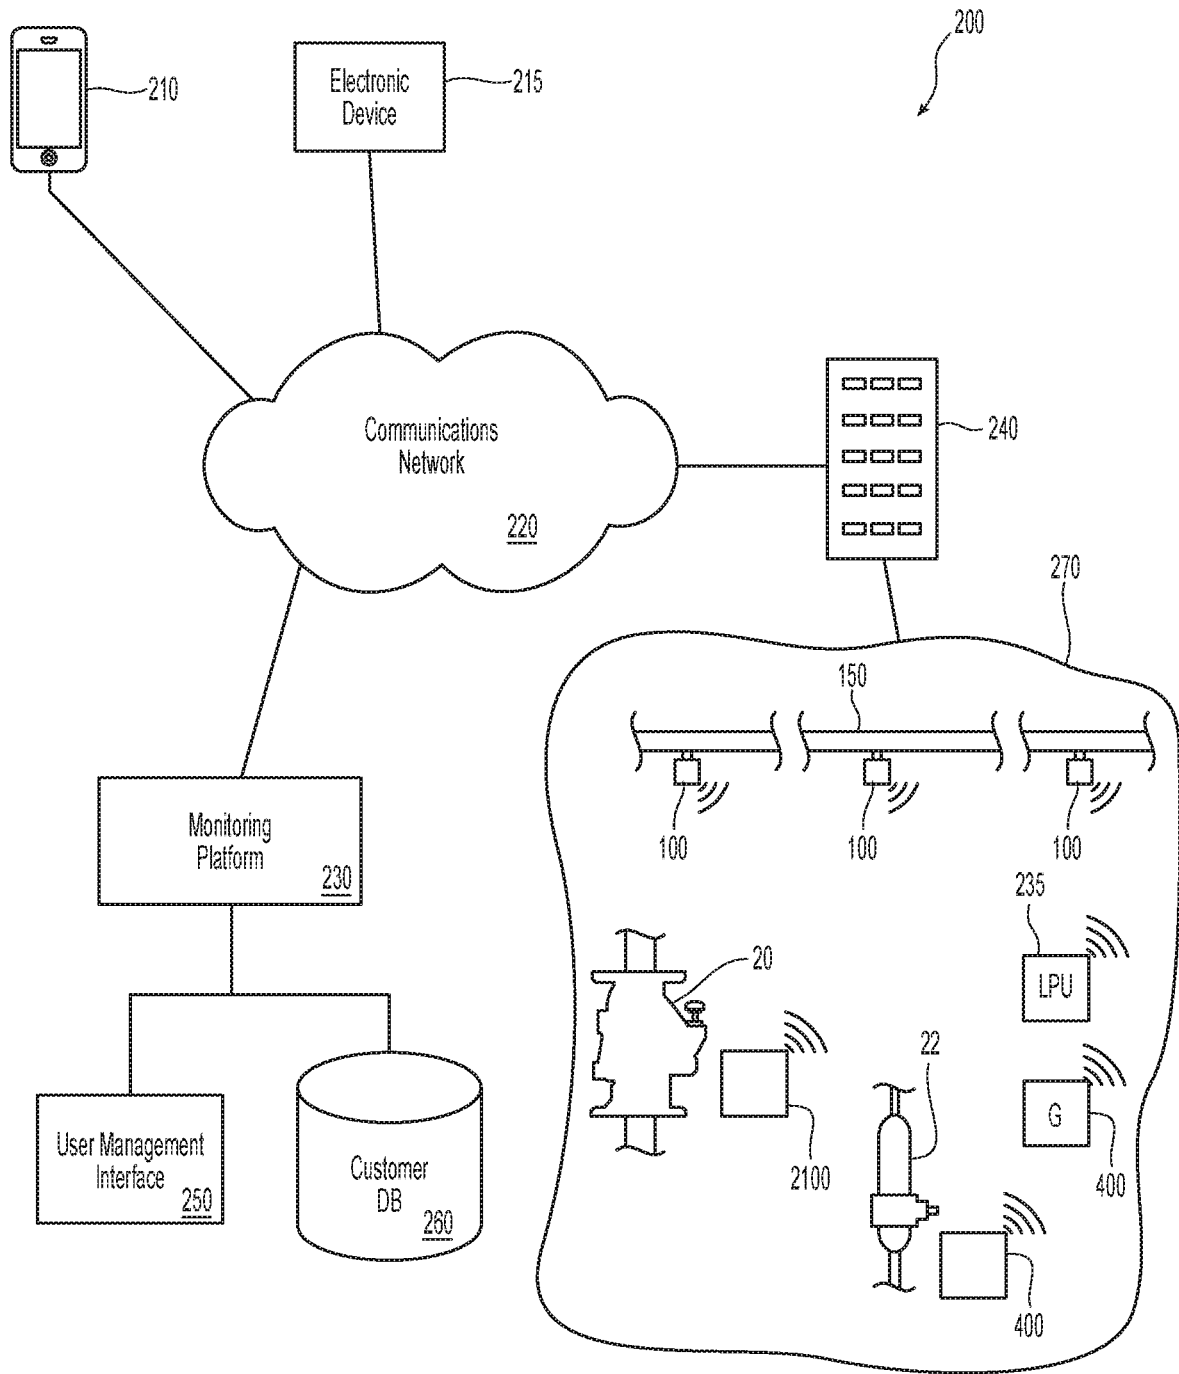 200
210
Electronic
Device
215
Communications
Network
220
240
270
150
100
100
100
Monitoring
Platform
230
235
LPU
20
22
G
2100
400
User Management
Interface
250
Customer
DB
260
400